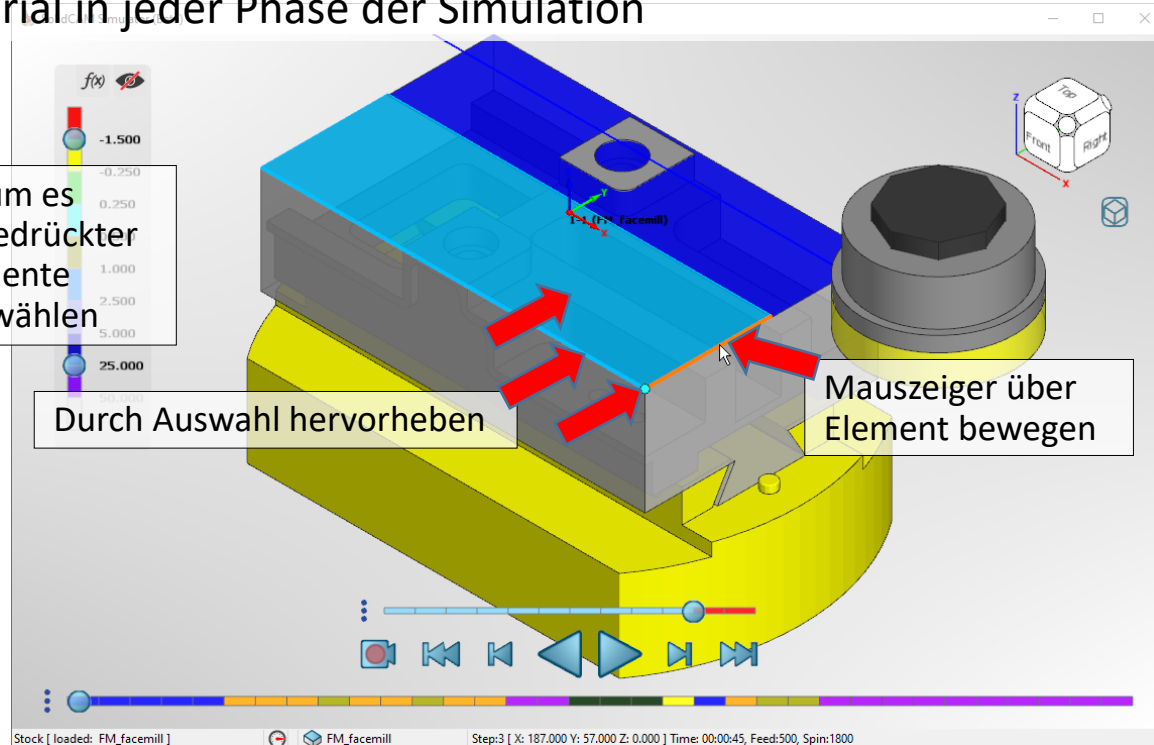 rial in jeder Phase der Simulation
f(x)
-1.500
-0.250
0.250
1.000
2.500
5.000
25.000
50.000
um es
edrückter
ente
wählen
Durch Auswahl hervorheben
Mauszeiger über
Element bewegen
1-1 (FM_Facemill)
Y
X
Z
X
Top
Front
Right
Stock [ loaded: FM_facemill ]
FM_facemill
Step:3 [ X: 187.000 Y: 57.000 Z: 0.000 ] Time: 00:00:45, Feed:500, Spin:1800